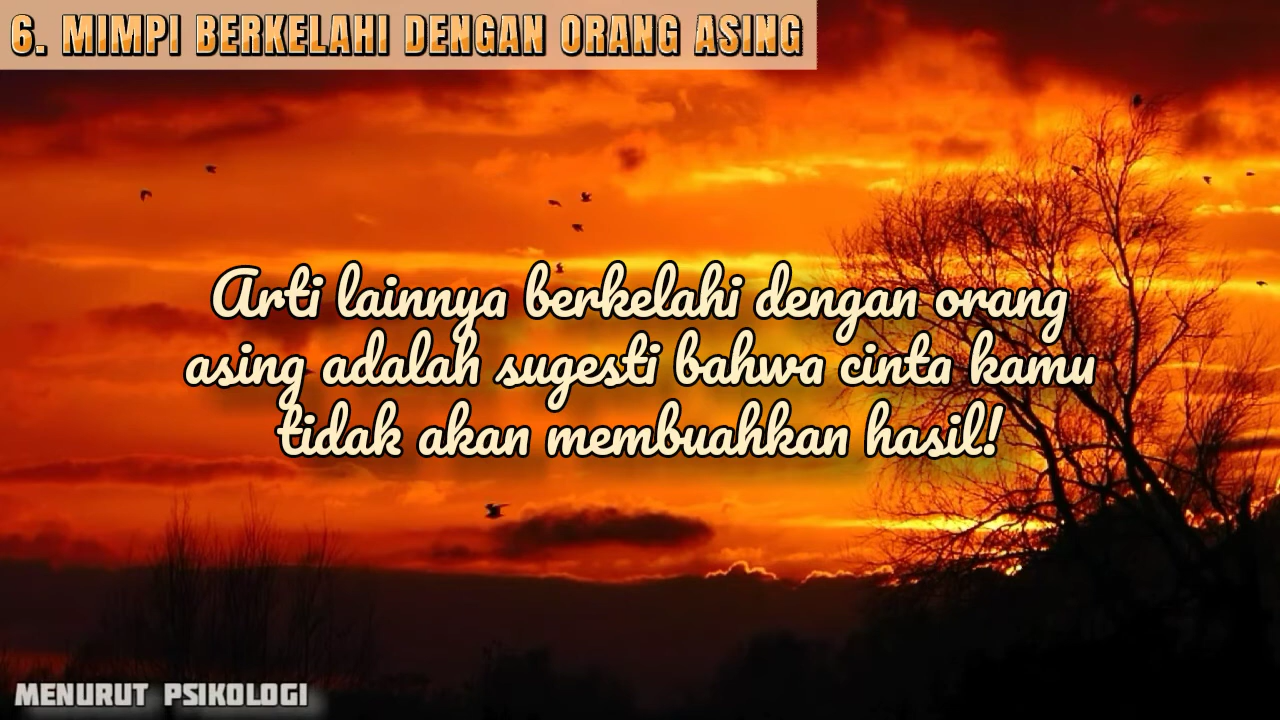 6. MIMPI BERKELAHI DENGAN ORANG ASING
Arti lainnya berkelahi dengan orang
asing adalah sugesti bahwa cinta kamu
tidak akan membuahkan hasil!
MENURUT PSIKOLOGI